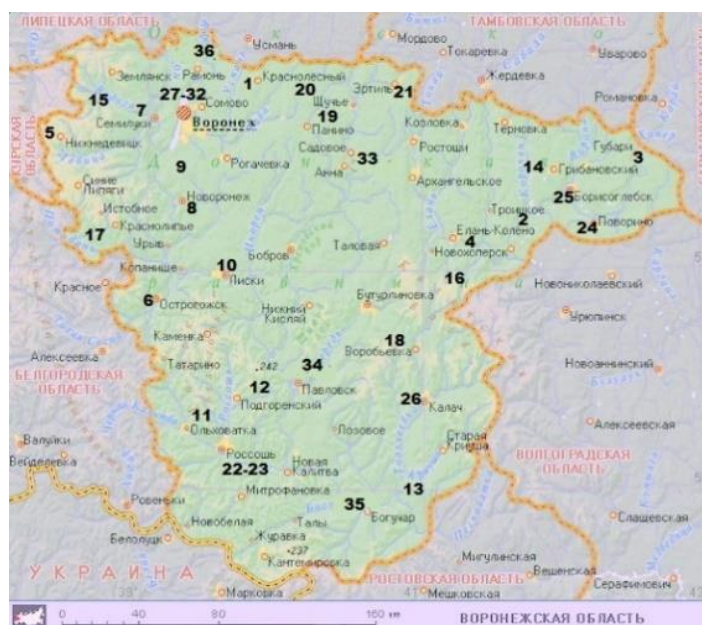 ЛИПЕЦКАЯ ОБЛАСТЬ
ТАМБОВСКАЯ ОБЛАСТЬ
О к с к о
36
Усмань
Мордово
Токаревка
Уварово
Землянск
Рамонь
1
Краснолесный
20
Эртиль
21
Жердевка
Романовка
15
27-32
Сомово
Щучье
7
Семилуки
Воронеж
19
Панино
Козловка
Терновка
5
Нижнедевицк
КУРСКАЯ ОБЛАСТЬ
Садовое
33
Анна
Ростоши
Губари
3
14
Грибановский
9
Рогачевка
Архангельское
Синие Липяги
Нововоронеж
8
25
Борисоглебск
Истобное
Краснолипье
Троицкое
2
24
Поворино
17
Урыв
Бобров
Таловая
Елань-Колено
4
Новохоперск
Копанище
10
Лиски
16
Красное
Новониколаевский
6
Острогожск
Нижний Кисляй
Бутурлиновка
Урюпинск
Каменка
18
Воробьевка
Алексеевка
Татарино
.242
34
Новоаннинский
БЕЛГОРОДСКАЯ ОБЛАСТЬ
12
Павловск
Подгоренский
26
Калач
11
Ольховатка
Лозовое
Алексеевская
Валуйки
Вейделевка
Россошь
Старая Криуша
ВОЛГОГРАДСКАЯ ОБЛАСТЬ
22-23
Новая Калитва
Митрофановка
13
Ровеньки
35
Богучар
Новобелая
Талы
Слащевская
Белолуцк
Журавка
•237
Кантемировка
Мигулинская
УКРАИНА
РОСТОВСКАЯ ОБЛАСТЬ
Вешенская
Серафимович
Марковка
Мешковская
0 40 80 160 км
ВОРОНЕЖСКАЯ ОБЛАСТЬ